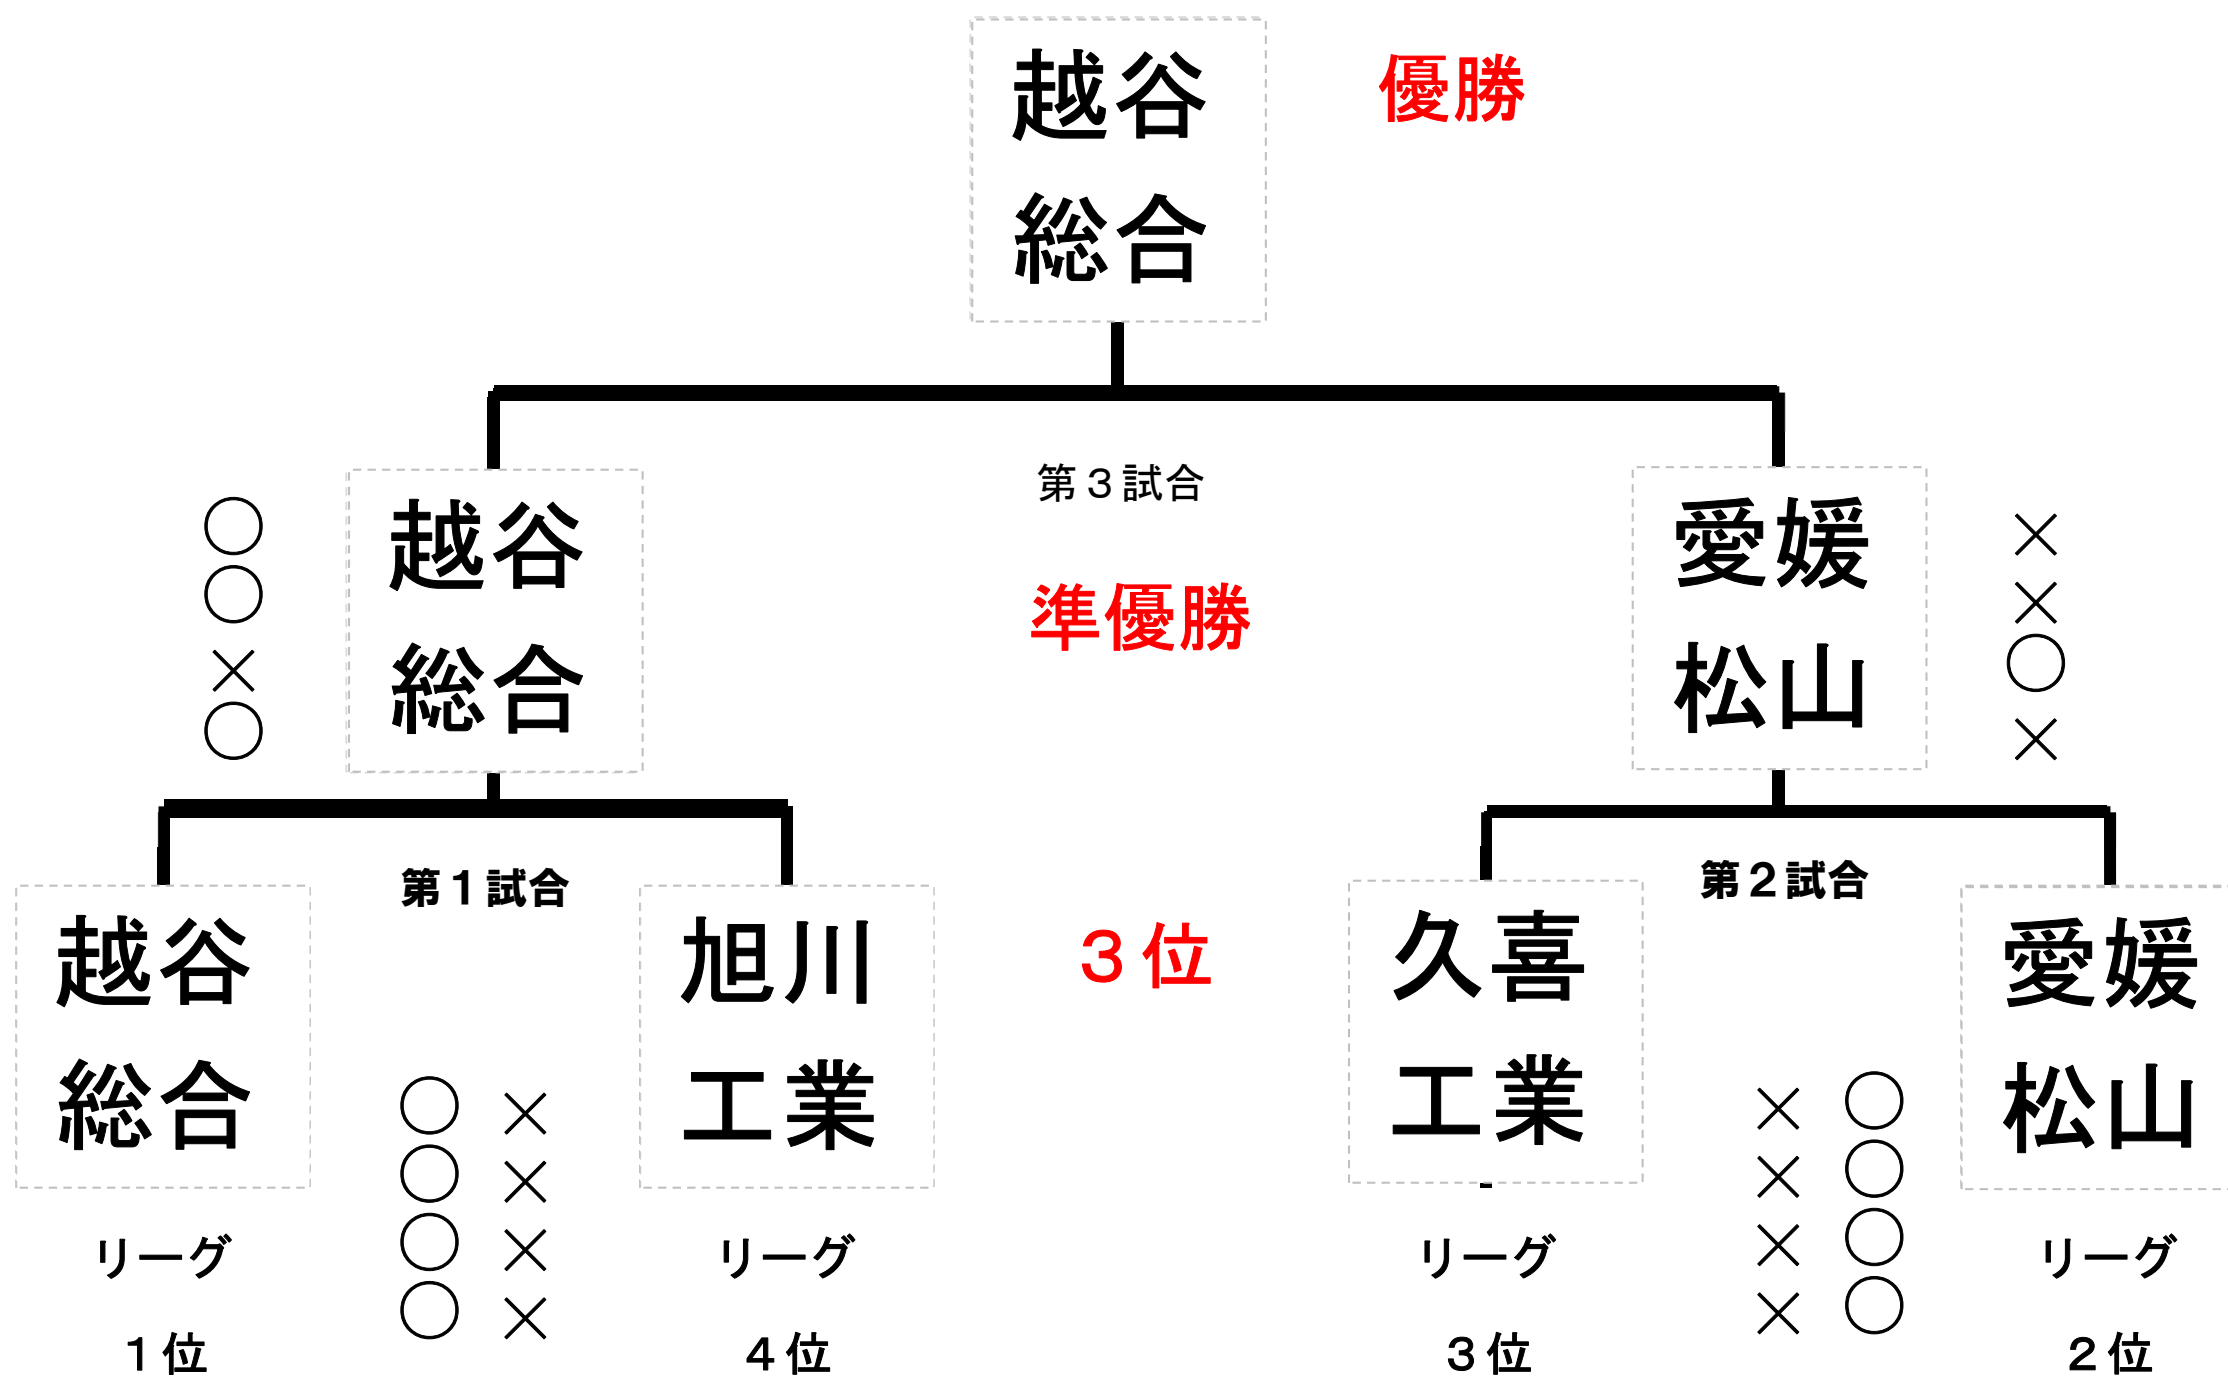 越谷
総合
優勝
第３試合
準優勝
○
○
×
○
越谷
総合
愛媛
松山
×
×
○
×
第１試合
第２試合
３位
越谷
総合
旭川
工業
久喜
工業
愛媛
松山
○ ×
○ ×
○ ×
○ ×
× ○
× ○
× ○
× ○
リーグ
１位
リーグ
４位
リーグ
３位
リーグ
２位